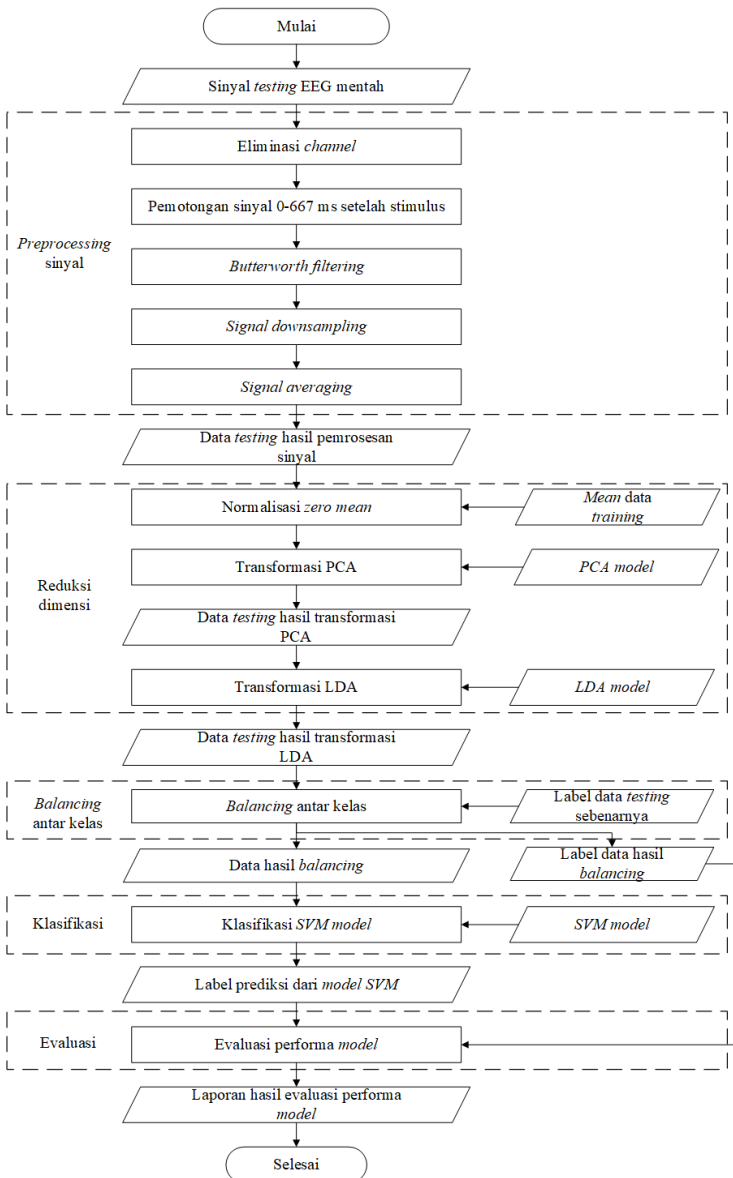 Mulai
Sinyal testing EEG mentah
Eliminasi channel
Pemotongan sinyal 0-667 ms setelah stimulus
Preprocessing
sinyal
Butterworth filtering
Signal downsampling
Signal averaging
Data testing hasil pemrosesan
sinyal
Normalisasi zero mean
Mean data
training
Transformasi PCA
PCA model
Reduksi
dimensi
Data testing hasil transformasi
PCA
Transformasi LDA
LDA model
Data testing hasil transformasi
LDA
Balancing
antar kelas
Balancing antar kelas
Label data testing
sebenarnya
Data hasil balancing
Label data hasil
balancing
Klasifikasi
Klasifikasi SVM model
SVM model
Label prediksi dari model SVM
Evaluasi
Evaluasi performa model
Laporan hasil evaluasi performa
model
Selesai